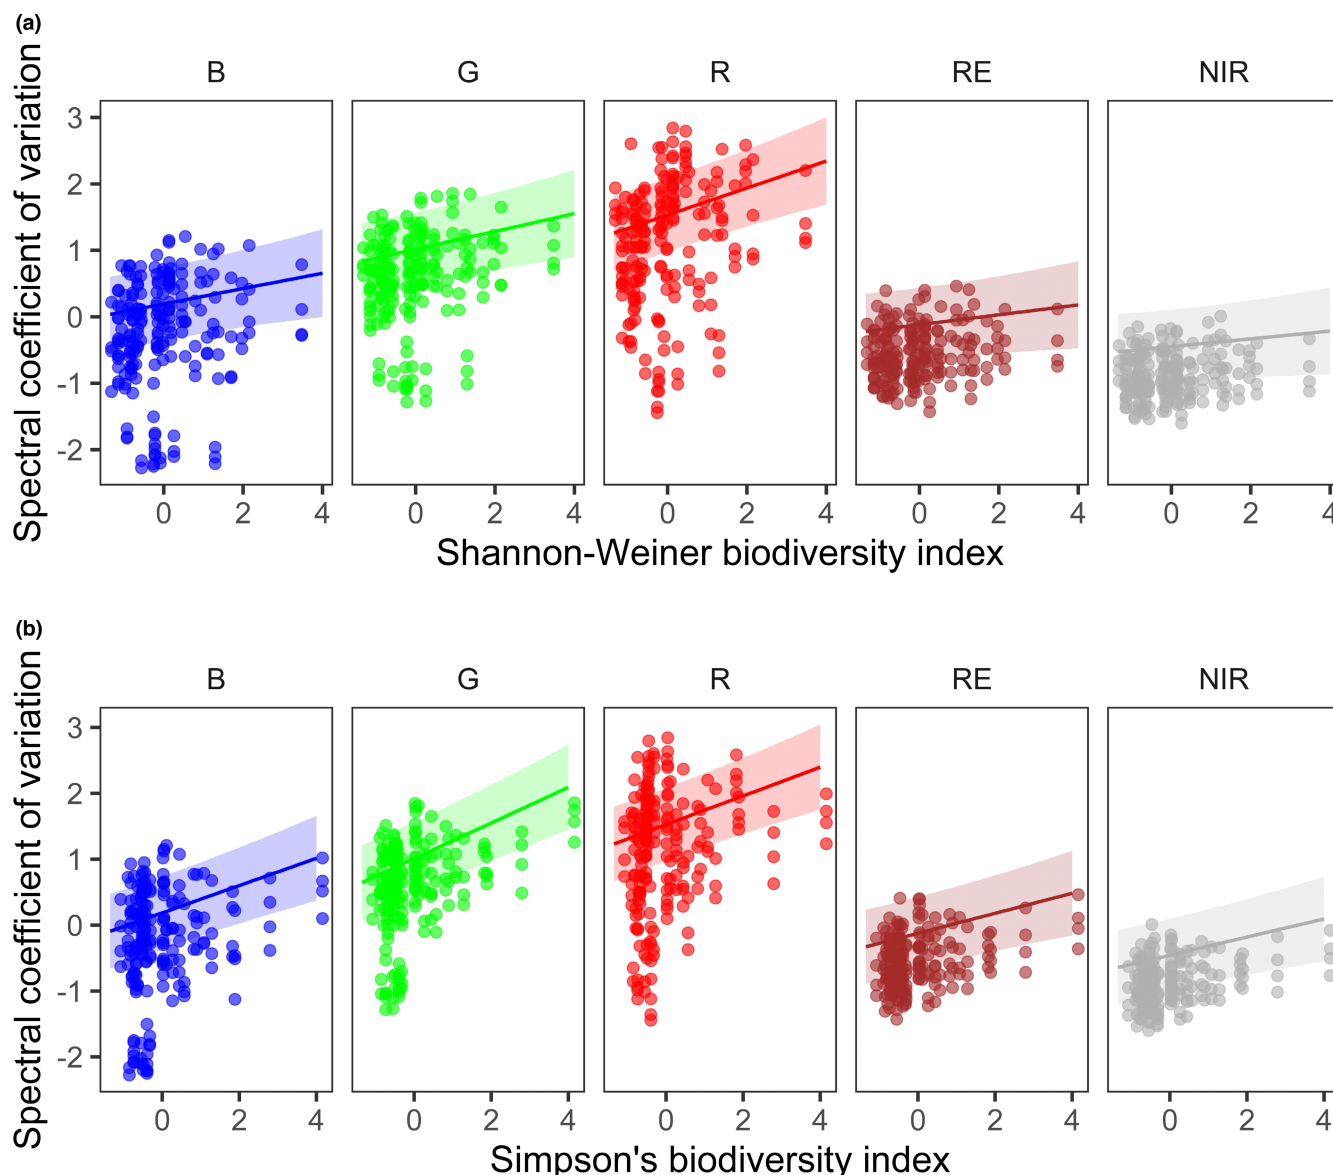 (a)
Spectral coefficient of variation
B G R RE NIR
3
2
1
0
-1
-2
0 2 4 0 2 4 0 2 4 0 2 4 0 2 4
Shannon-Weiner biodiversity index
(b)
Spectral coefficient of variation
B G R RE NIR
3
2
1
0
-1
-2
0 2 4 0 2 4 0 2 4 0 2 4 0 2 4
Simpson's biodiversity index